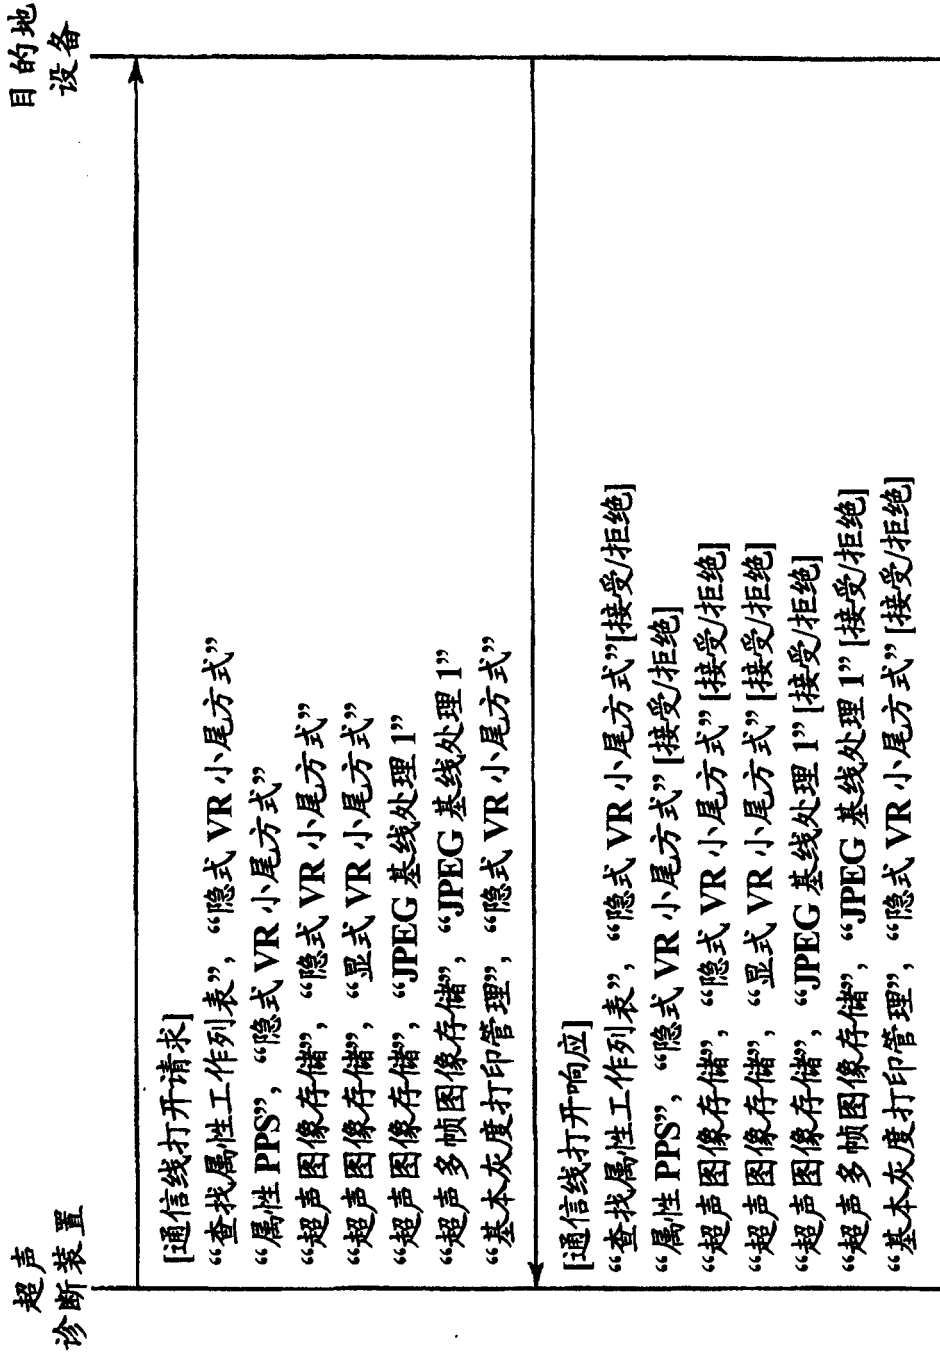 超声
诊断装置
目的地
设备
[通信线打开请求]
“查找属性工作列表”, “隐式 VR 小尾方式”
“属性 PPS”, “隐式 VR 小尾方式”
“超声图像存储”, “隐式 VR 小尾方式”
“超声图像存储”, “显式 VR 小尾方式”
“超声图像存储”, “JPEG 基线处理 1”
“超声多帧图像存储”, “JPEG 基线处理 1”
“基本灰度打印管理”, “隐式 VR 小尾方式”
[通信线打开响应]
“查找属性工作列表”, “隐式 VR 小尾方式”[接受/拒绝]
“属性 PPS”, “隐式 VR 小尾方式” [接受/拒绝]
“超声图像存储”, “隐式 VR 小尾方式” [接受/拒绝]
“超声图像存储”, “显式 VR 小尾方式” [接受/拒绝]
“超声图像存储”, “JPEG 基线处理 1” [接受/拒绝]
“超声多帧图像存储”, “JPEG 基线处理 1” [接受/拒绝]
“基本灰度打印管理”, “隐式 VR 小尾方式” [接受/拒绝]